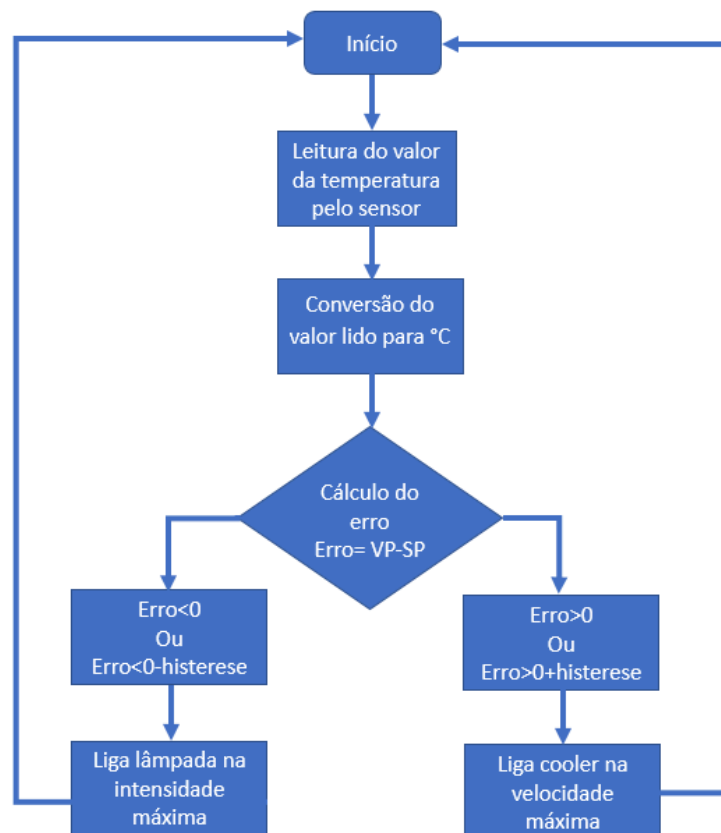 Início
Leitura do valor
da temperatura
pelo sensor
Conversão do
valor lido para °C
Cálculo do
erro
Erro= VP-SP
Erro<0
Ou
Erro<0-histerese
Erro>0
Ou
Erro>0+histerese
Liga lâmpada na
intensidade
máxima
Liga cooler na
velocidade
máxima